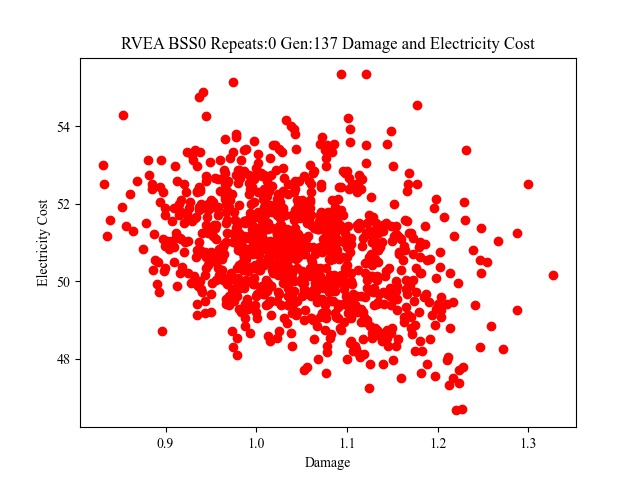 RVEA BSS0 Repeats:0 Gen:137 Damage and Electricity Cost
54
52
50
48
Electricity Cost
0.9 1.0 1.1 1.2 1.3
Damage